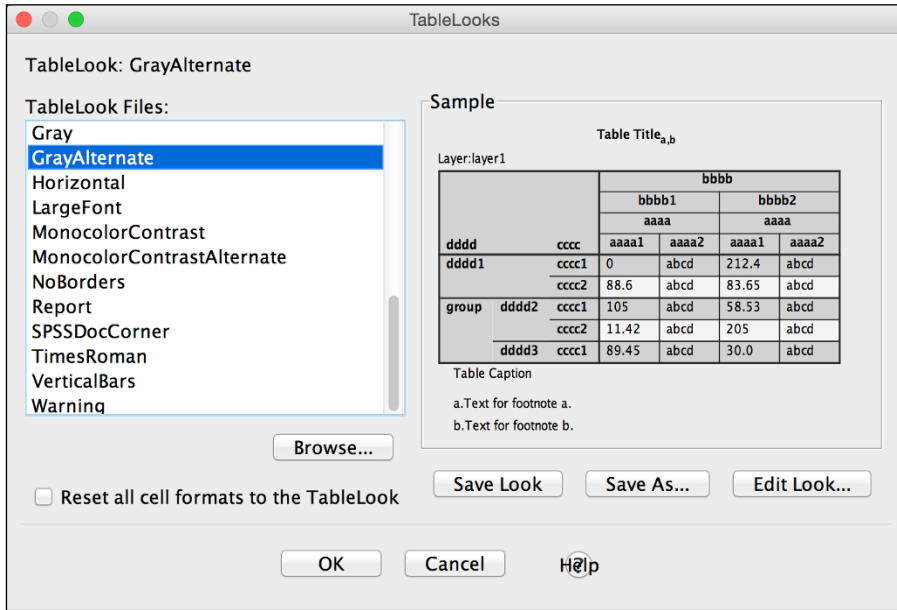 TableLooks
TableLook: GrayAlternate
TableLook Files:
Gray
GrayAlternate
Horizontal
LargeFont
MonocolorContrast
MonocolorContrastAlternate
NoBorders
Report
SPSSDocCorner
TimesRoman
VerticalBars
Warning
Browse...
Reset all cell formats to the TableLook
Sample
Table Titlea,b
Layer:layer1
bbbb
bbbb1 bbbb2
aaaa aaaa
dddd cccc aaaa1 aaaa2 aaaa1 aaaa2
dddd1 cccc1 0 abcd 212.4 abcd
cccc2 88.6 abcd 83.65 abcd
group dddd2 cccc1 105 abcd 58.53 abcd
cccc2 11.42 abcd 205 abcd
dddd3 cccc1 89.45 abcd 30.0 abcd
Table Caption
a.Text for footnote a.
b.Text for footnote b.
Save Look Save As... Edit Look...
OK Cancel Help ?